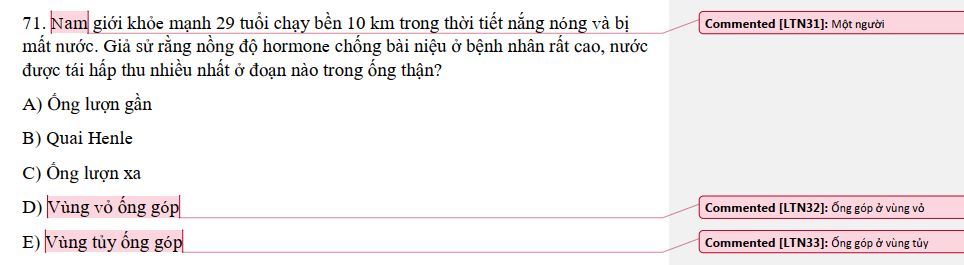 71. Nam giới khỏe mạnh 29 tuổi chạy bền 10 km trong thời tiết nắng nóng và bị
Commented [LTN31]: Một người
mất nước. Giả sử rằng nồng độ hormone chống bài niệu ở bệnh nhân rất cao, nước
được tái hấp thu nhiều nhất ở đoạn nào trong ống thận?
A) Ống lượn gần
B) Quai Henle
C) Ống lượn xa
D) Vùng vỏ ống góp
Commented [LTN32]: Ống góp ở vùng vỏ
E) Vùng tủy ống góp
Commented [LTN33]: Ống góp ở vùng tủy